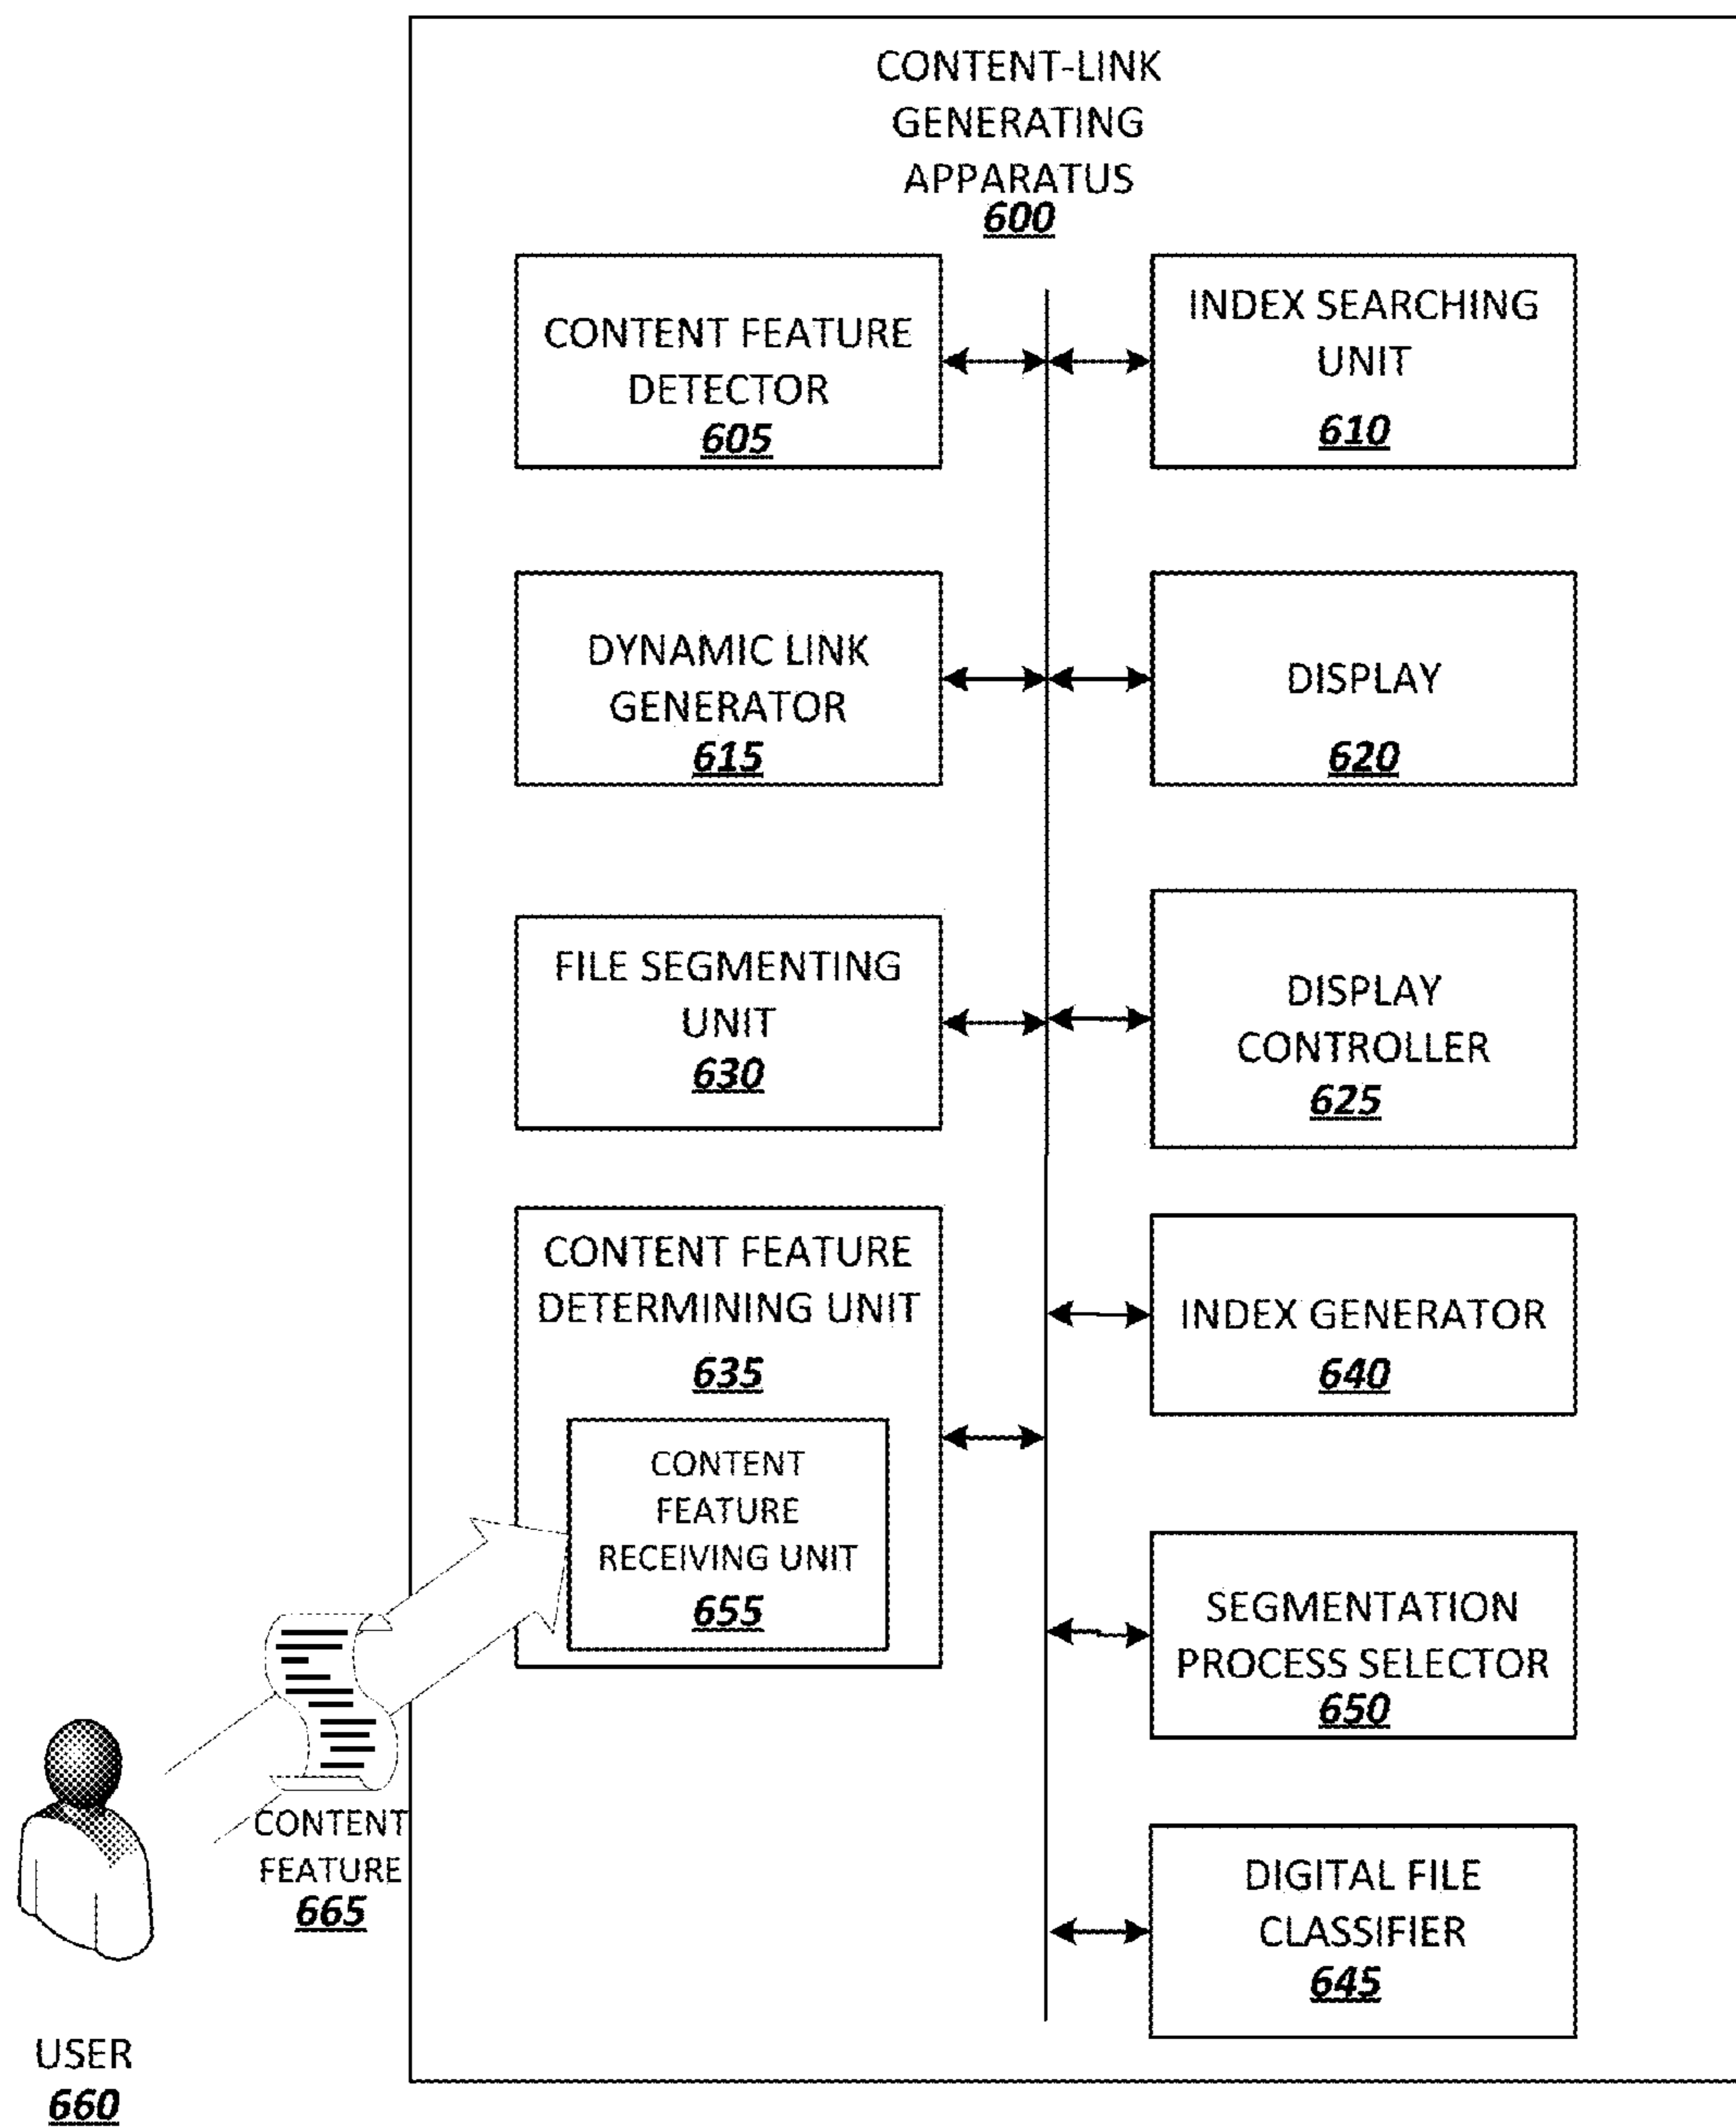 CONTENT-LINK
GENERATING
APPARATUS
600
CONTENT FEATURE
DETECTOR
605
INDEX SEARCHING
UNIT
610
DYNAMIC LINK
GENERATOR
615
DISPLAY
620
FILE SEGMENTING
UNIT
630
DISPLAY
CONTROLLER
625
CONTENT FEATURE
DETERMINING UNIT
635
CONTENT
FEATURE
RECEIVING UNIT
655
INDEX GENERATOR
640
SEGMENTATION
PROCESS SELECTOR
650
CONTENT
FEATURE
665
DIGITAL FILE
CLASSIFIER
645
USER
660